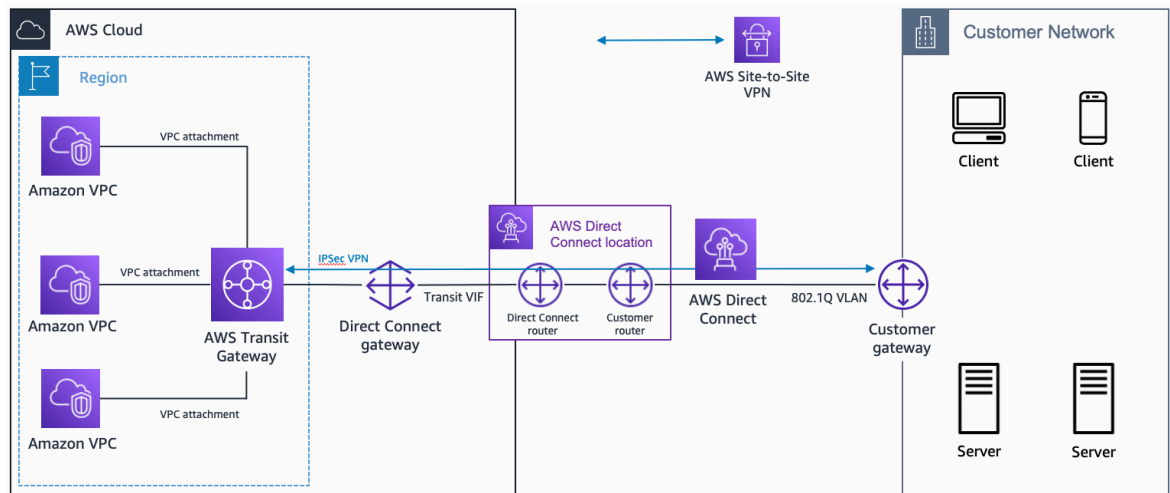 AWS Cloud
Region
VPC attachment
Amazon VPC
VPC attachment
Amazon VPC
VPC attachment
Amazon VPC
AWS Transit
Gateway
IPSec VPN
Direct Connect
gateway
Transit VIF
AWS Direct
Connect location
Direct Connect
router
Customer
router
AWS Site-to-Site
VPN
AWS Direct
Connect
802.1Q VLAN
Customer Network
Client
Client
Customer
gateway
Server
Server